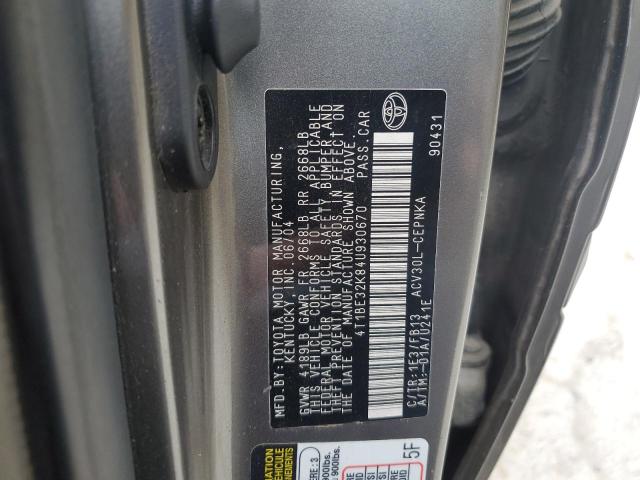 MFD.BY:TOYOTA MOTOR MANUFACTURING,
KENTUCKY, INC.06/04
GVWR 4189LB GAWR FR 2668LB RR 2668LB
THIS VEHICLE CONFORMS TO ALL APPLICABLE
FEDERAL MOTOR VEHICLE SAFETY, BUMPER, AND
THEFT PREVENTION STANDARDS IN EFFECT ON
THE DATE OF MANUFACTURE SHOWN ABOVE.
4T1BE32K84U930670 PASS.CAR
C/TR:1E3/FB13 ACV30L-CEPNKA
A/TM:-01A/U241E
90431
5F